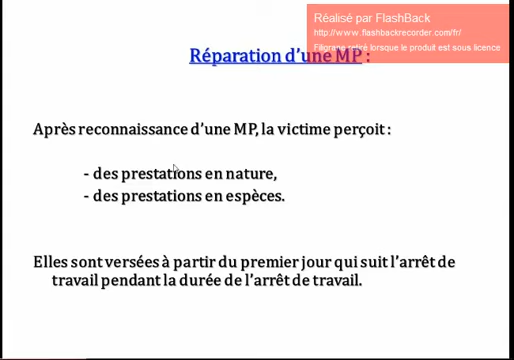 Réalisé par FlashBack
http://www.flashbackrecorder.com/fr/
Filigrane retiré lorsque le produit est sous licence
Réparation d'une MP :
Après reconnaissance d'une MP, la victime perçoit :
- des prestations en nature,
- des prestations en espèces.
Elles sont versées à partir du premier jour qui suit l'arrêt de
travail pendant la durée de l'arrêt de travail.